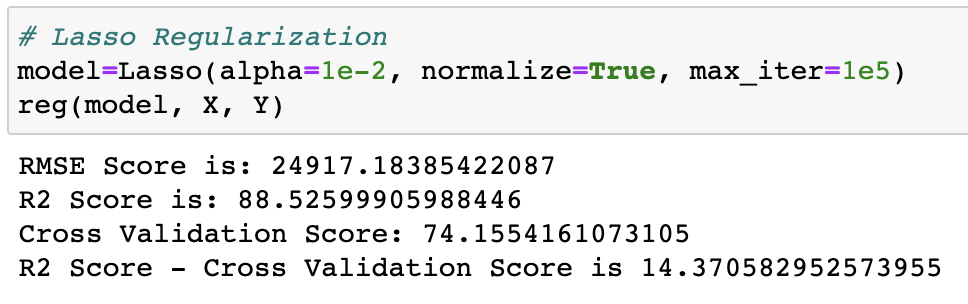 # Lasso Regularization
model=Lasso(alpha=1e-2, normalize=True, max_iter=1e5)
reg(model, X, Y)
RMSE Score is: 24917.18385422087
R2 Score is: 88.52599905988446
Cross Validation Score: 74.1554161073105
R2 Score - Cross Validation Score is 14.370582952573955